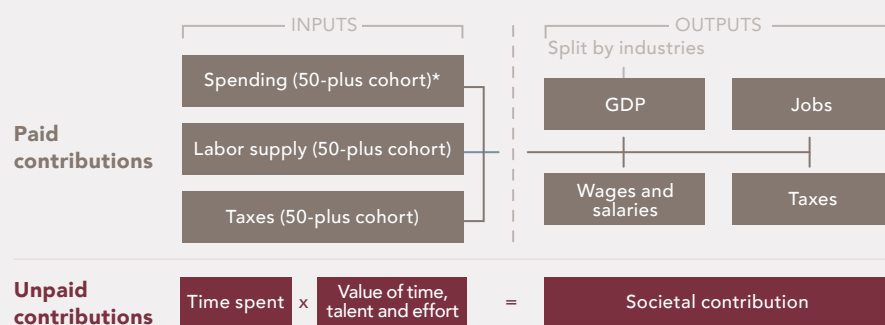 INPUTS
OUTPUTS
Split by industries
Paid
contributions
Spending (50-plus cohort)*
Labor supply (50-plus cohort)
Taxes (50-plus cohort)
GDP
Jobs
Wages and
salaries
Taxes
Unpaid
contributions
Time spent
x
Value of time,
talent and effort
=
Societal contribution